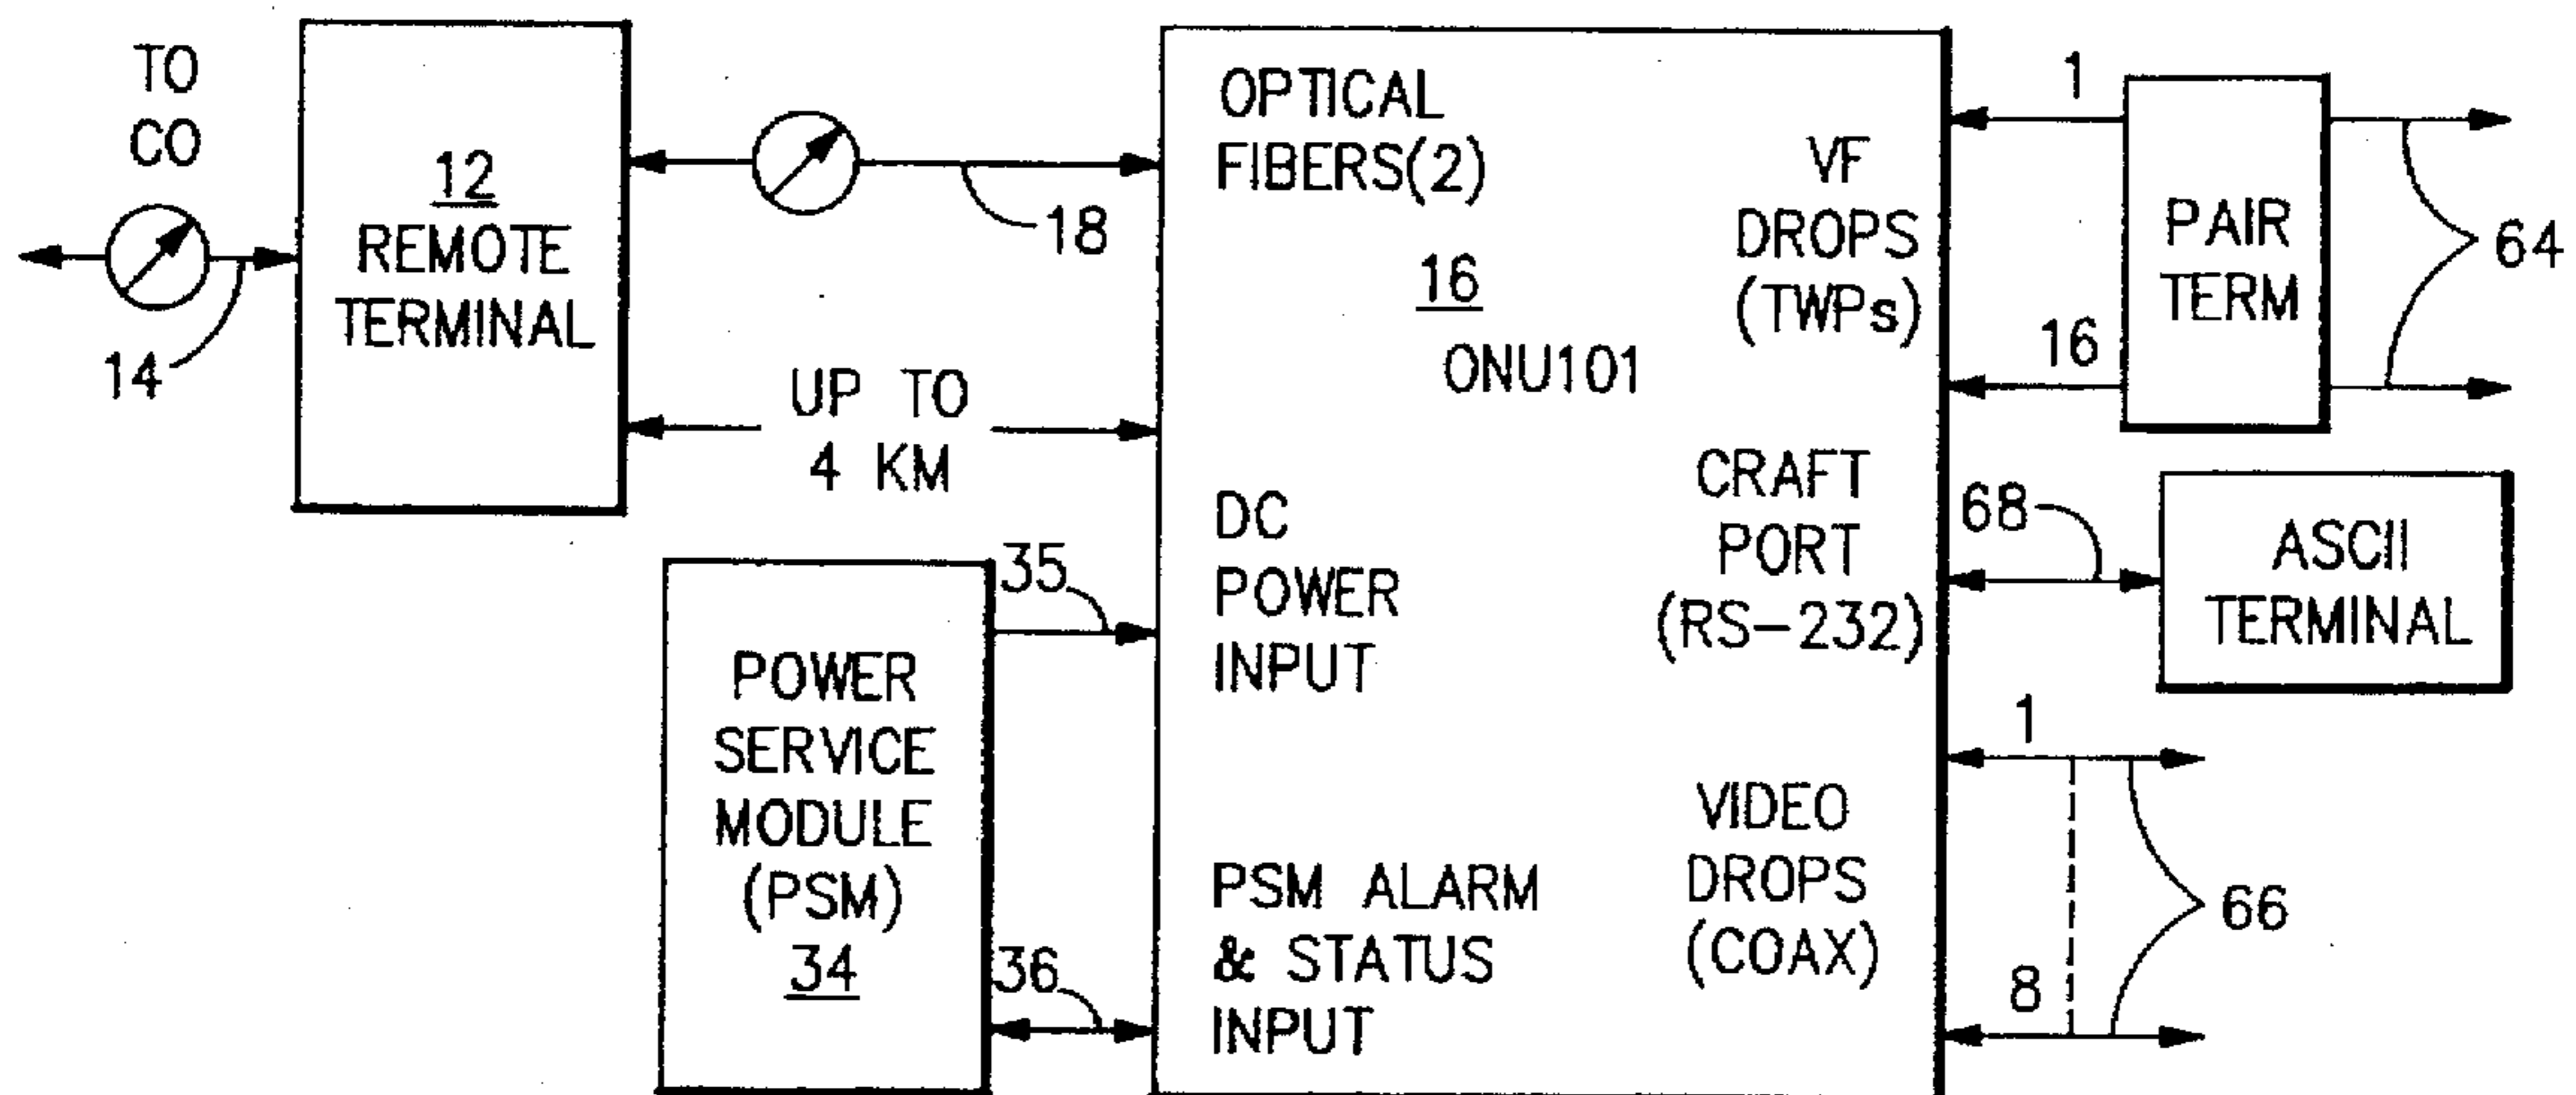 TO
CO
14
12
REMOTE
TERMINAL
18
UP TO
4 KM
POWER
SERVICE
MODULE
(PSM)
34
35
36
OPTICAL
FIBERS(2)
16
ONU101
DC
POWER
INPUT
PSM ALARM
& STATUS
INPUT
VF
DROPS
(TWPs)
CRAFT
PORT
(RS-232)
VIDEO
DROPS
(COAX)
1
16
PAIR
TERM
64
68
ASCII
TERMINAL
1
8
66